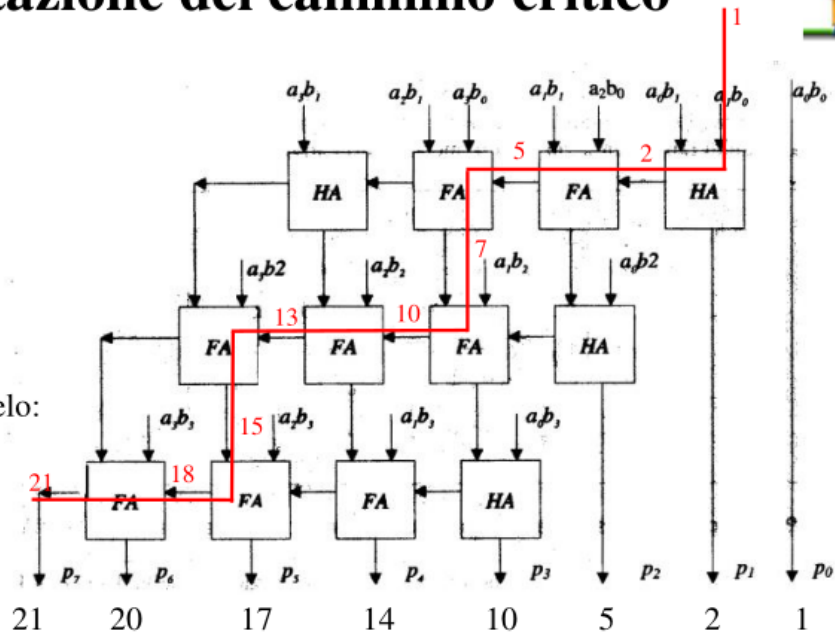 tazione del cammino critico
1
a₃b₁ a₂b₁ a₃b₀ a₁b₁ a₂b₀ a₀b₁ a₁b₀ a₀b₀
5 2
HA FA FA HA
7
a₃b2 a₂b₂ a₁b₂ a₀b2
13 10
FA FA FA HA
elo:
a₃b₃ a₂b₃ a₁b₃ a₀b₃
15
21 18
FA FA FA HA
p₇ p₆ p₅ p₄ p₃ p₂ p₁ p₀
21 20 17 14 10 5 2 1